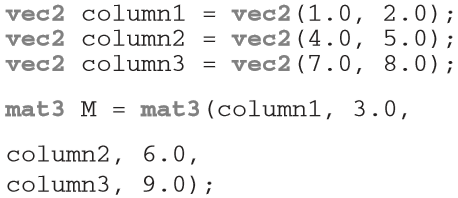 vec2 column1 = vec2(1.0, 2.0);
vec2 column2 = vec2(4.0, 5.0);
vec2 column3 = vec2(7.0, 8.0);
mat3 M = mat3(column1, 3.0,
column2, 6.0,
column3, 9.0);